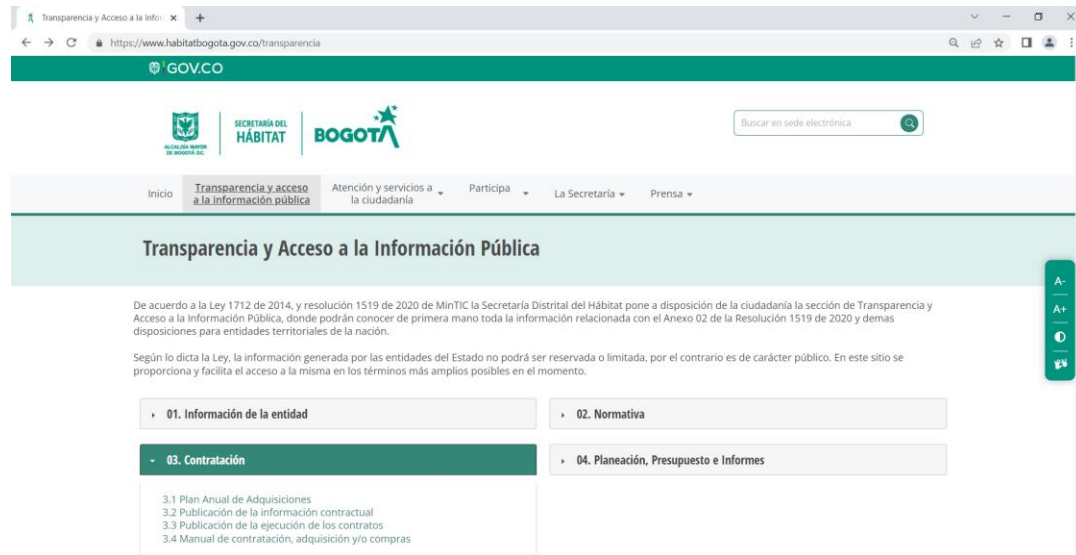 Transparencia y Acceso a la Infor
https://www.habitatbogota.gov.co/transparencia
GOV.CO
ALCALDÍA MAYOR
DE BOGOTÁ D.C.
SECRETARÍA DEL
HÁBITAT
BOGOTÁ
Buscar en sede electrónica
Inicio
Transparencia y acceso
a la información pública
Atención y servicios a
la ciudadanía
Participa
La Secretaría
Prensa
Transparencia y Acceso a la Información Pública
A-
A+
De acuerdo a la Ley 1712 de 2014, y resolución 1519 de 2020 de MinTIC la Secretaría Distrital del Hábitat pone a disposición de la ciudadanía la sección de Transparencia y
Acceso a la Información Pública, donde podrán conocer de primera mano toda la información relacionada con el Anexo 02 de la Resolución 1519 de 2020 y demas
disposiciones para entidades territoriales de la nación.
Según lo dicta la Ley, la información generada por las entidades del Estado no podrá ser reservada o limitada, por el contrario es de carácter público. En este sitio se
proporciona y facilita el acceso a la misma en los términos más amplios posibles en el momento.
01. Información de la entidad
02. Normativa
03. Contratación
04. Planeación, Presupuesto e Informes
3.1 Plan Anual de Adquisiciones
3.2 Publicación de la información contractual
3.3 Publicación de la ejecución de los contratos
3.4 Manual de contratación, adquisición y/o compras